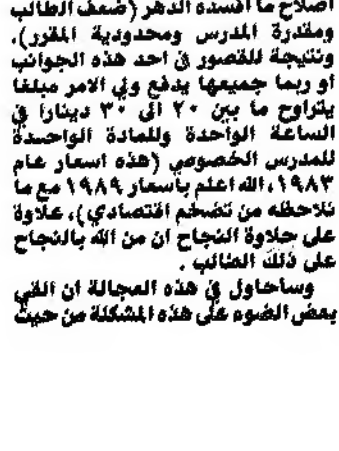 اصلاح ما افسده الدهر (ضعف الطالب
ومقدرة المدرس ومحدودية المقرر).
ونتيجة للقصور في احد هذه الجوانب
او ربما جميعها يدفع ولي الامر مبلغا
يتراوح ما بين ٢٠ الى ٣٠ دينارا في
الساعة الواحدة وللمادة الواحدة
للمدرس الخصوصي (هذه اسعار عام
١٩٨٣، الله اعلم بأسعار ١٩٨٩ مع ما
نلاحظه من تضخم اقتصادي)، علاوة
على حلاوة النجاح ان من الله بالنجاح
على ذلك الطالب .
وساحاول في هذه العجالة ان القي
بعض الضوء على هذه المشكلة من حيث